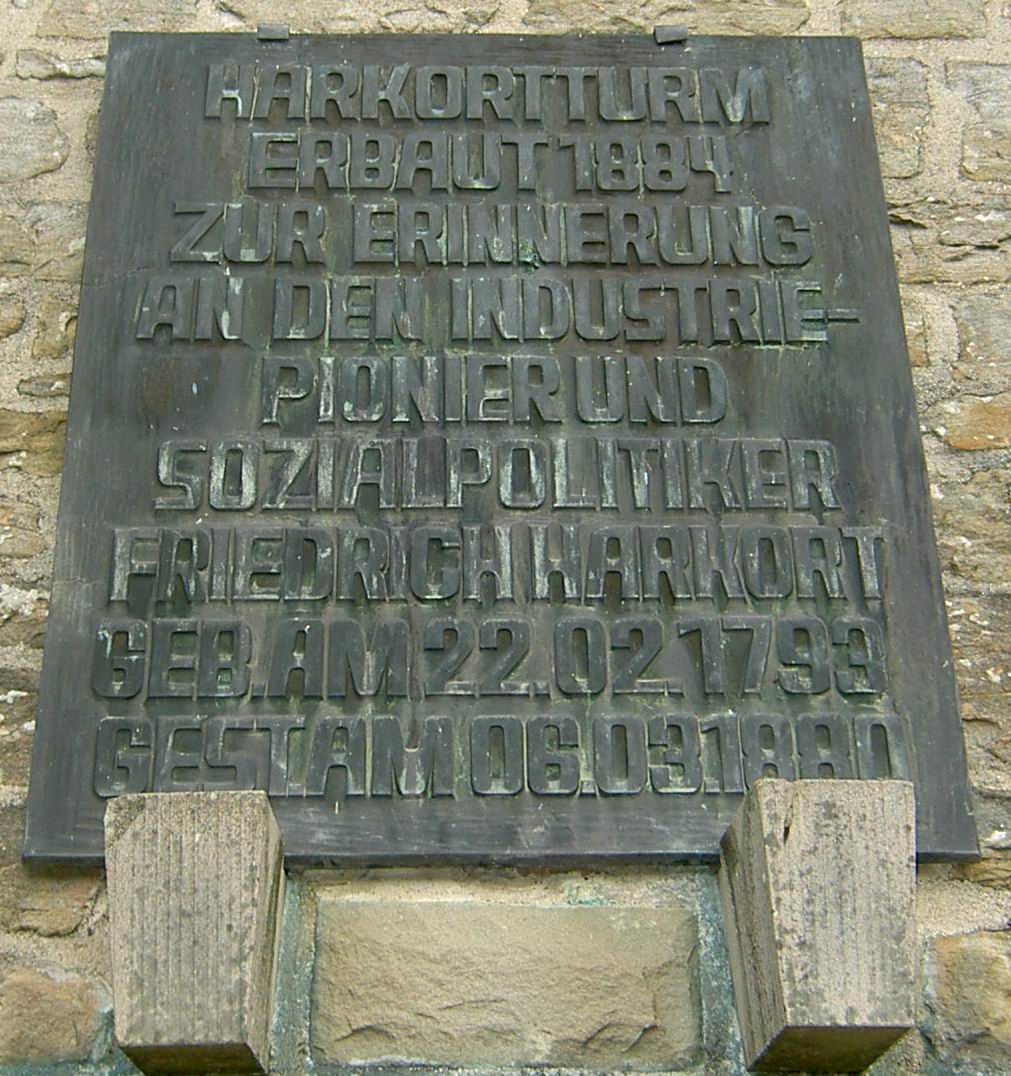 HARKORTTURM
ERBAUT 1884
ZUR ERINNERUNG
AN DEN INDUSTRIE-
PIONIER UND
SOZIALPOLITIKER
FRIEDRICH HARKORT
GEB. AM 22.02.1793
GEST. AM 06.03.1880